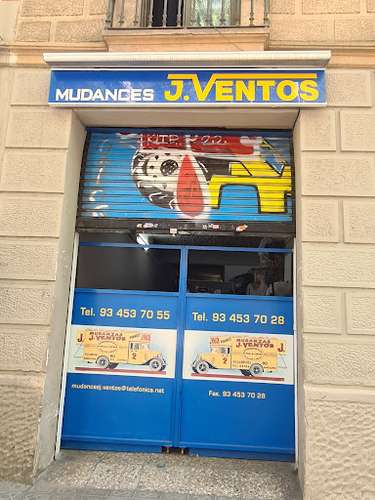 MUDANCES J.VENTOS
Tel. 93 453 70 55
Tel. 93 453 70 28
MUDANZAS
J.VENTOS
2
MUDANZAS
J.VENTOS
mudancesj.ventos@telefonica.net
Fax. 93 453 70 28